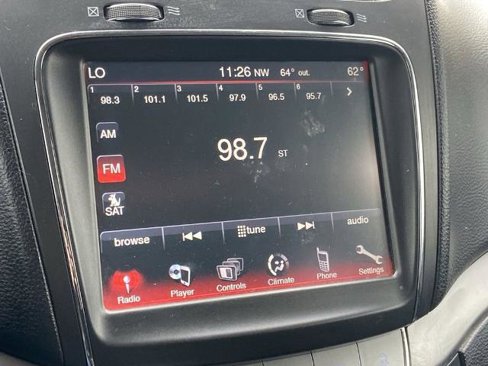 LO 11:26 NW 64° out. 62°
1 2 3 4 5 6
98.3 101.1 101.5 97.9 96.5 95.7
AM
98.7 ST
FM
SAT
browse tune audio
Radio Player Controls Climate Phone Settings